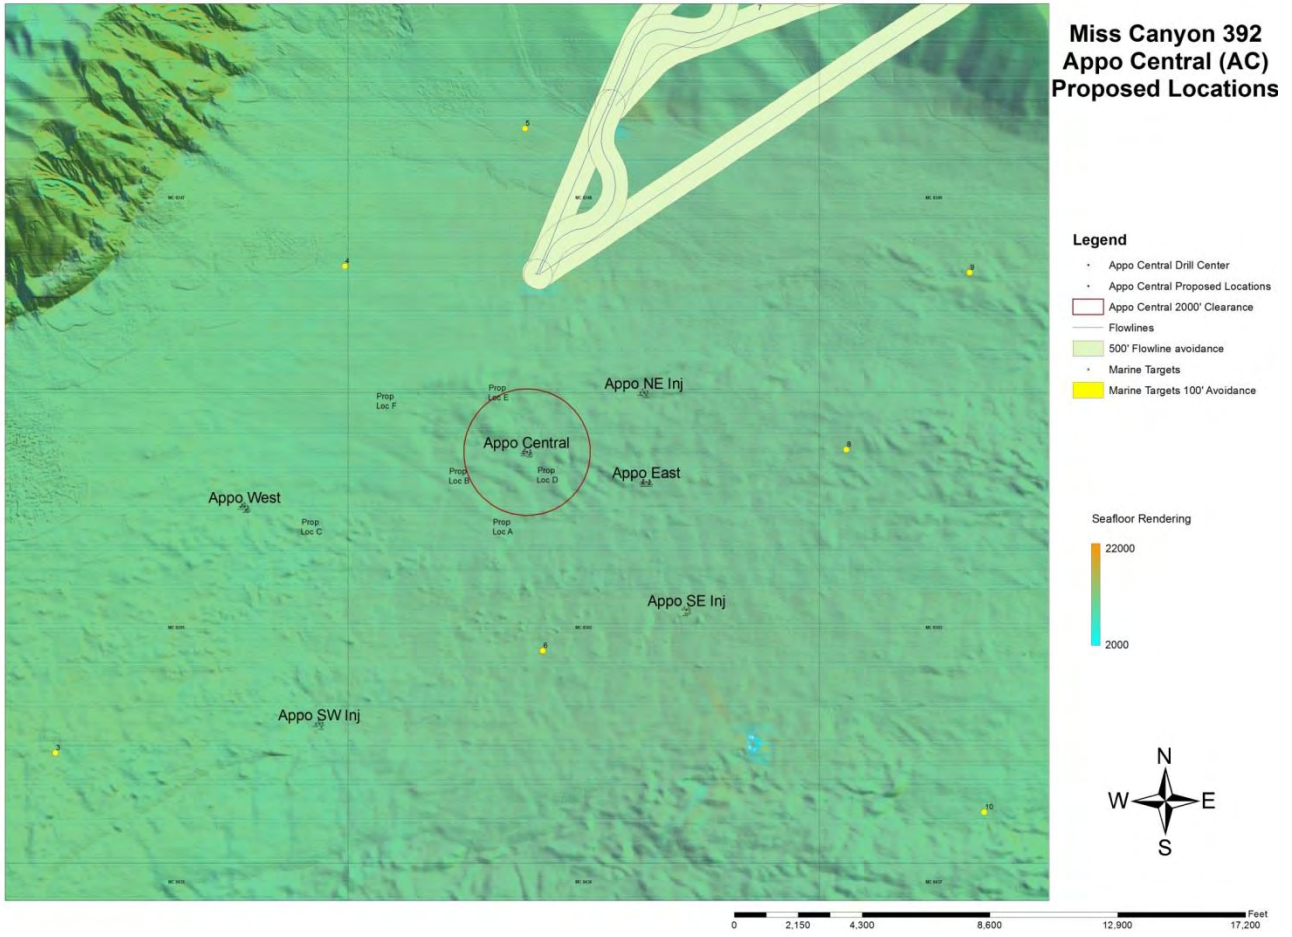 Miss Canyon 392
Appo Central (AC)
Proposed Locations
7
5
4
9
Legend
Appo Central Drill Center
Appo Central Proposed Locations
Appo Central 2000' Clearance
Flowlines
500' Flowline avoidance
Marine Targets
Marine Targets 100' Avoidance
Appo NE Inj
Prop
Loc E
Prop
Loc F
Appo Central
8
Prop
Loc B
Prop
Loc D
Appo East
Appo West
Prop
Loc C
Prop
Loc A
Seafloor Rendering
22000
2000
Appo SE Inj
6
Appo SW Inj
3
10
N
W
E
S
Feet
0
2,150
4,300
8,600
12,900
17,200